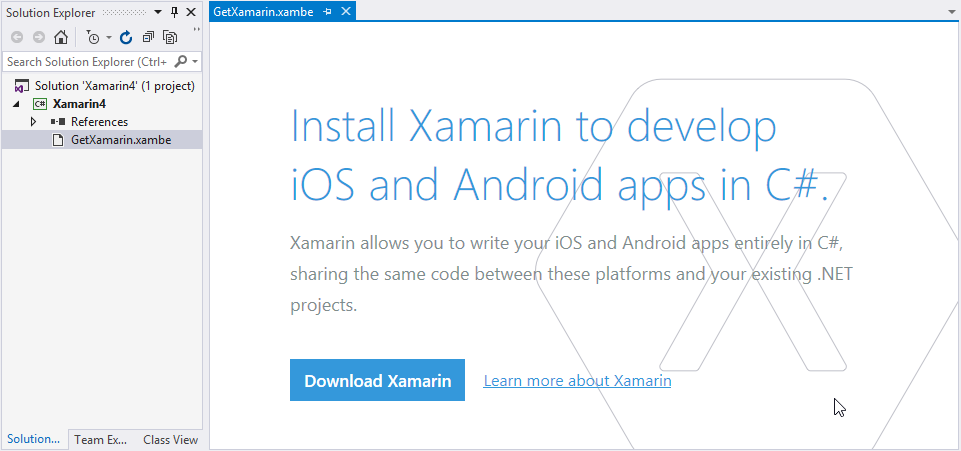 Solution Explorer
Search Solution Explorer (Ctrl+
Solution 'Xamarin4' (1 project)
C# Xamarin4
References
GetXamarin.xambe
Solution... Team Ex... Class View
GetXamarin.xambe
Install Xamarin to develop
iOS and Android apps in C#.
Xamarin allows you to write your iOS and Android apps entirely in C#,
sharing the same code between these platforms and your existing .NET
projects.
Download Xamarin Learn more about Xamarin